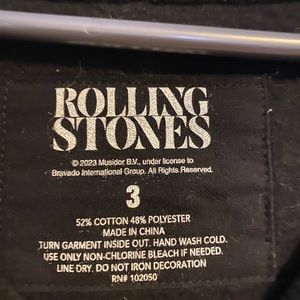 ROLLING
STONES
© 2023 Musidor B.V., under license to
Bravado International Group. All Rights Reserved.
3
52% COTTON 48% POLYESTER
MADE IN CHINA
TURN GARMENT INSIDE OUT. HAND WASH COLD.
USE ONLY NON-CHLORINE BLEACH IF NEEDED.
LINE DRY. DO NOT IRON DECORATION
RN# 102050